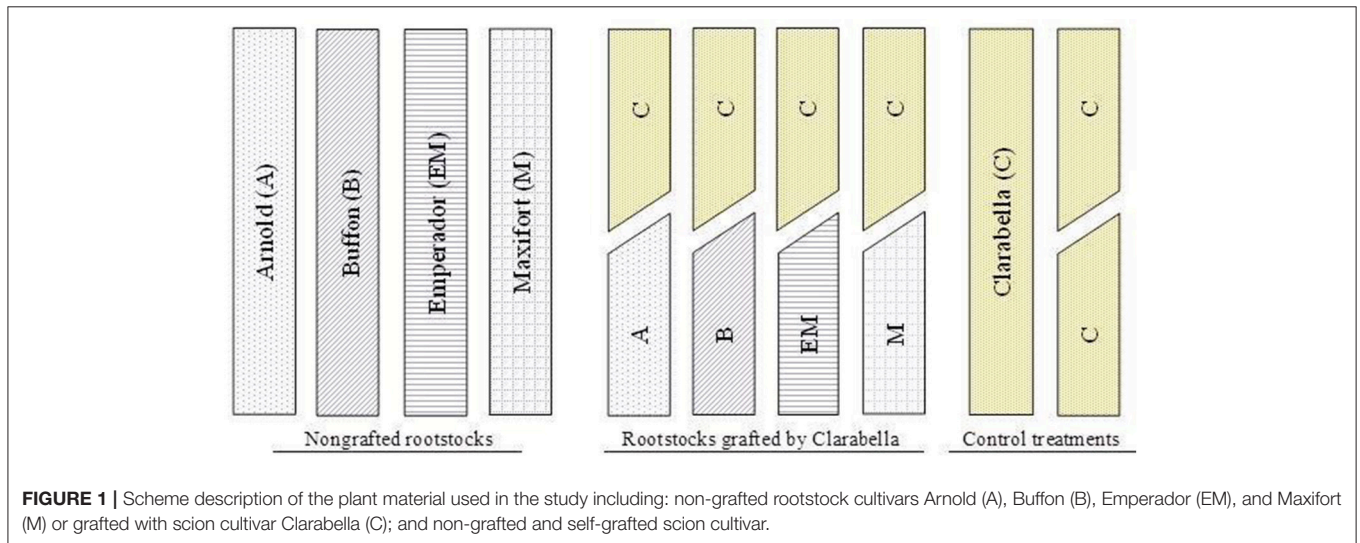 Arnold (A)
Buffon (B)
Emperador (EM)
Maxifort (M)
C
C
C
C
A
B
EM
M
Clarabella (C)
C
C
Nongrafted rootstocks
Rootstocks grafted by Clarabella
Control treatments
FIGURE 1 | Scheme description of the plant material used in the study including: non-grafted rootstock cultivars Arnold (A), Buffon (B), Emperador (EM), and Maxifort
(M) or grafted with scion cultivar Clarabella (C); and non-grafted and self-grafted scion cultivar.